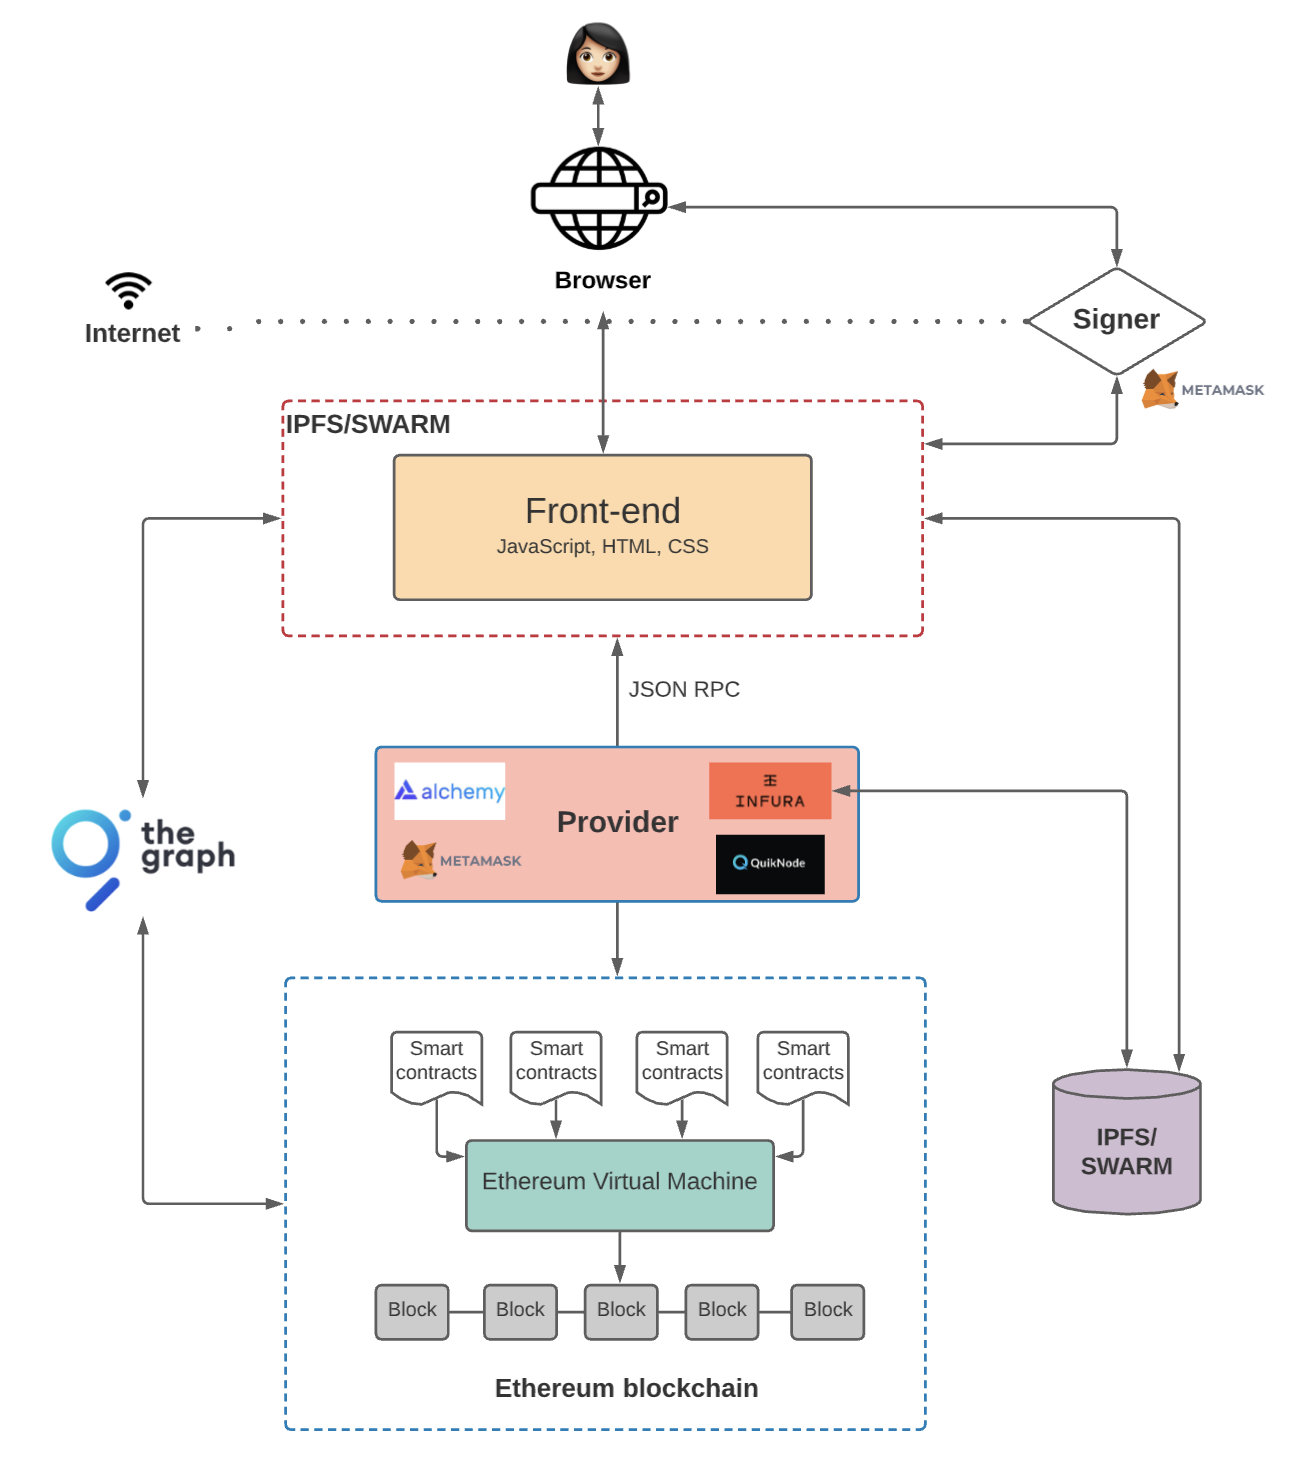 Browser
Internet
Signer
METAMASK
IPFS/SWARM
Front-end
JavaScript, HTML, CSS
JSON RPC
alchemy
INFURA
Provider
METAMASK
QuikNode
the
graph
Smart
contracts
Smart
contracts
Smart
contracts
Smart
contracts
IPFS/
SWARM
Ethereum Virtual Machine
Block
Block
Block
Block
Block
Ethereum blockchain